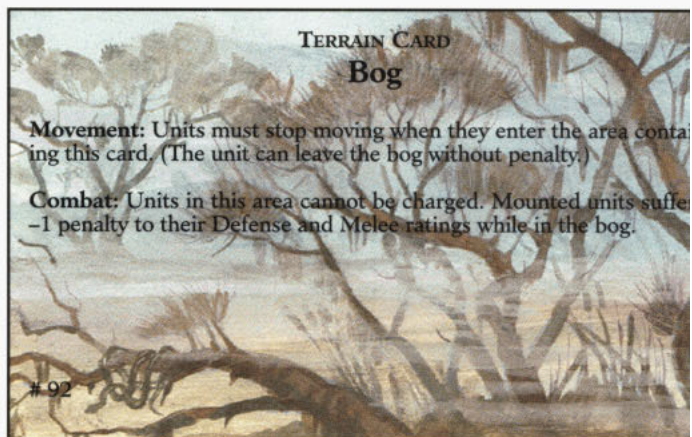 TERRAIN CARD
Bog
Movement: Units must stop moving when they enter the area contain
ing this card. (The unit can leave the bog without penalty.)
Combat: Units in this area cannot be charged. Mounted units suffer
–1 penalty to their Defense and Melee ratings while in the bog.
# 92